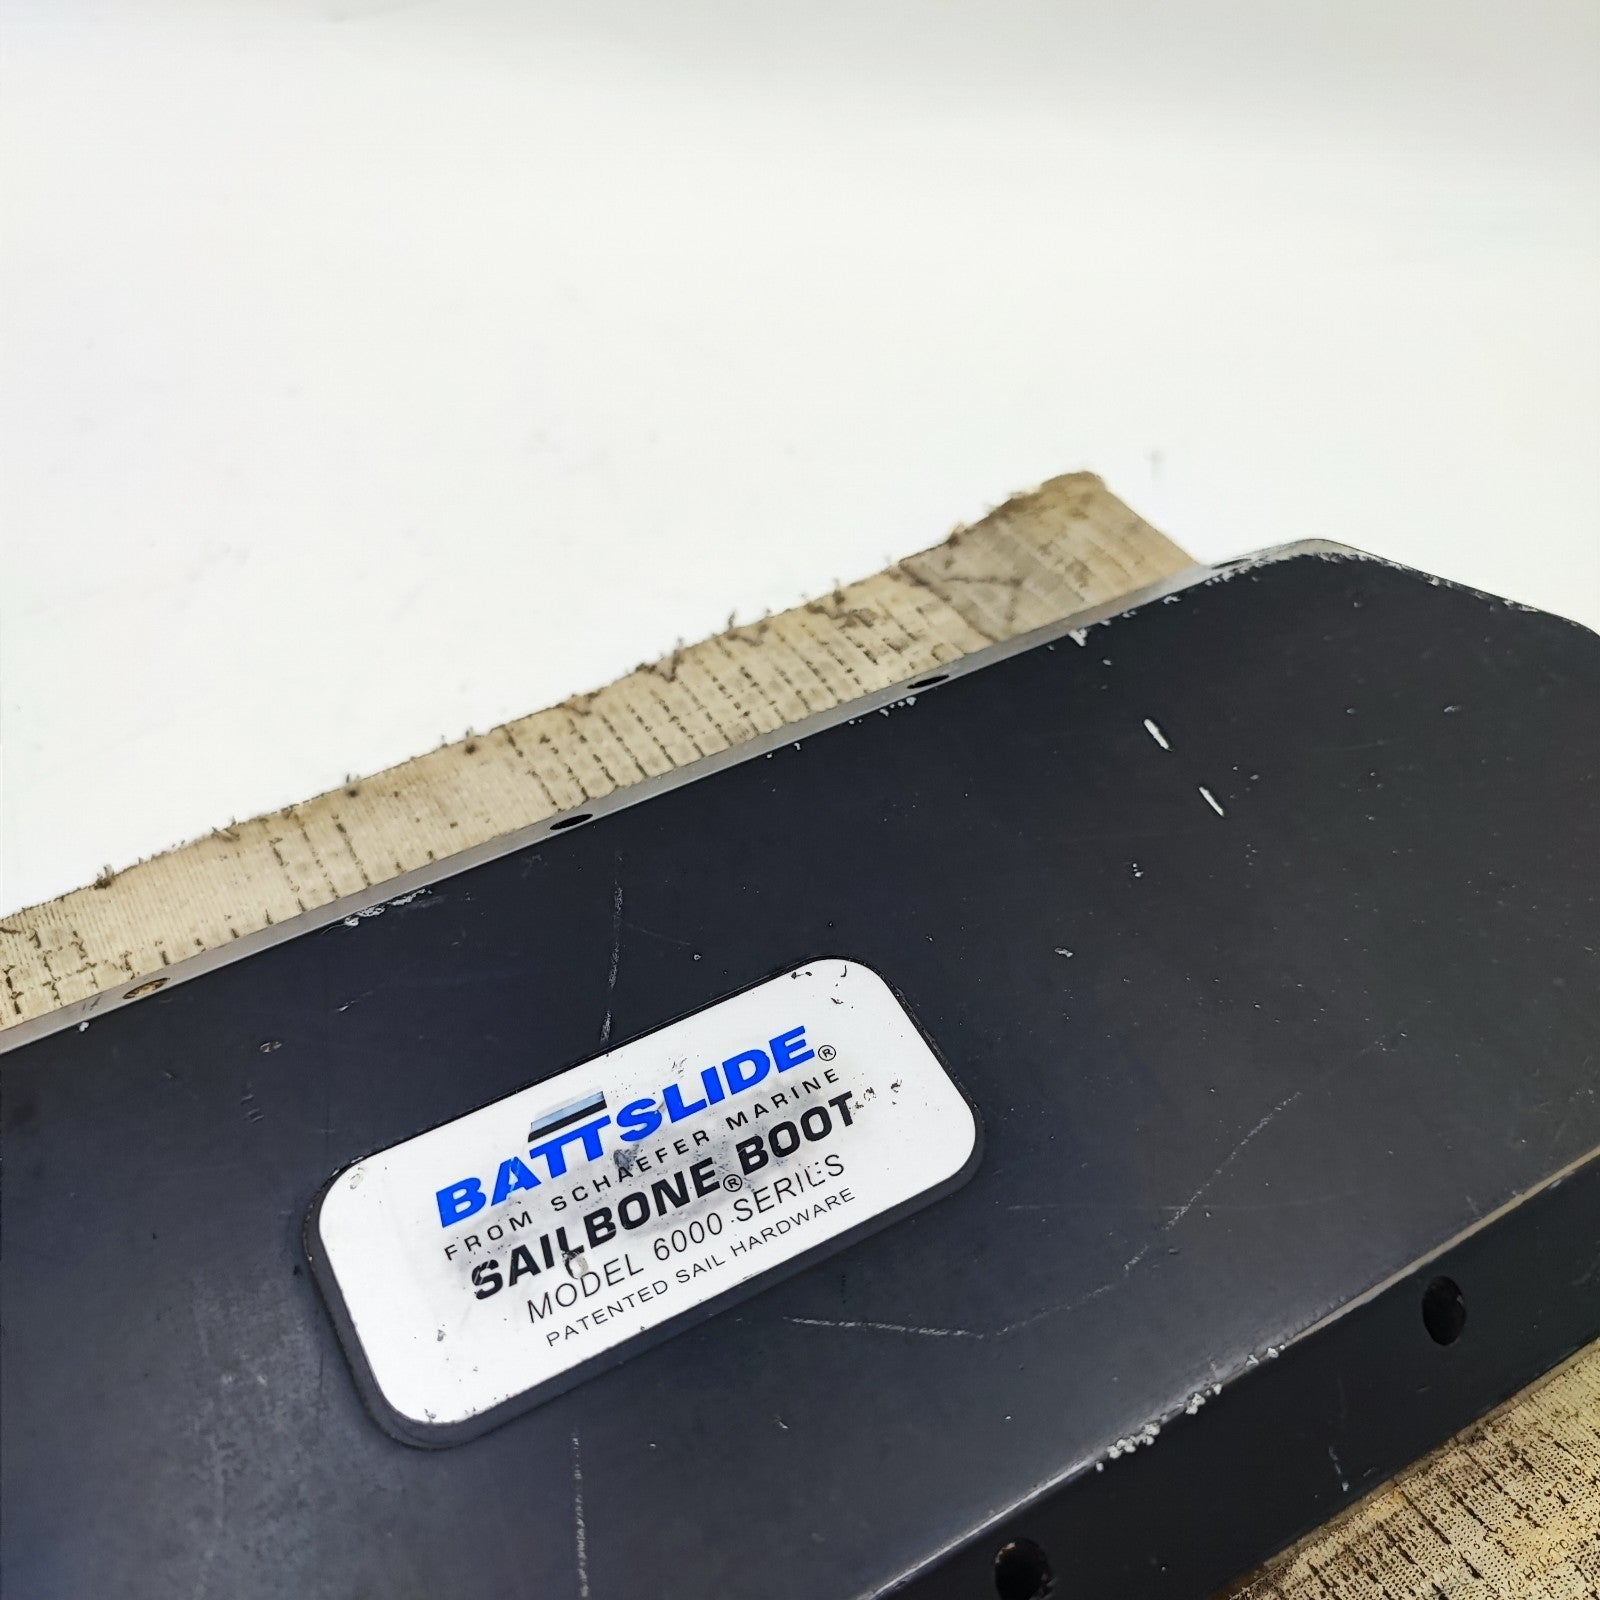 BATTSLIDE®
FROM SCHAEFER MARINE
SAILBONE® BOOT
MODEL 6000 SERIES
PATENTED SAIL HARDWARE